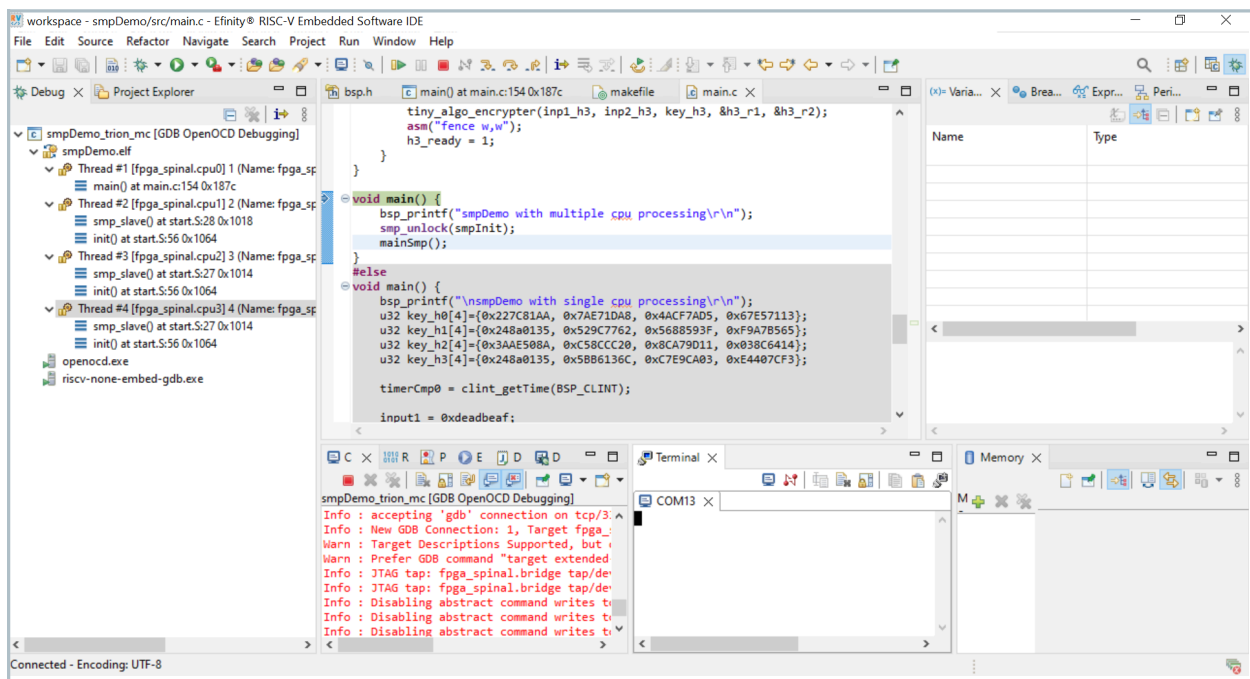 workspace - smpDemo/src/main.c - Efinity® RISC-V Embedded Software IDE
File Edit Source Refactor Navigate Search Project Run Window Help
Debug Project Explorer
smpDemo_trion_mc [GDB OpenOCD Debugging]
smpDemo.elf
Thread #1 [fpga_spinal.cpu0] 1 (Name: fpga_sp
main() at main.c:154 0x187c
Thread #2 [fpga_spinal.cpu1] 2 (Name: fpga_sp
smp_slave() at start.S:28 0x1018
init() at start.S:56 0x1064
Thread #3 [fpga_spinal.cpu2] 3 (Name: fpga_sp
smp_slave() at start.S:27 0x1014
init() at start.S:56 0x1064
Thread #4 [fpga_spinal.cpu3] 4 (Name: fpga_sp
smp_slave() at start.S:27 0x1014
init() at start.S:56 0x1064
openocd.exe
riscv-none-embed-gdb.exe
bsp.h main() at main.c:154 0x187c makefile main.c
tiny_algo_encrypter(inp1_h3, inp2_h3, key_h3, &h3_r1, &h3_r2);
asm("fence w,w");
h3_ready = 1;
}
}
void main() {
bsp_printf("smpDemo with multiple cpu processing\r\n");
smp_unlock(smpInit);
mainSmp();
}
#else
void main() {
bsp_printf("\nsmpDemo with single cpu processing\r\n");
u32 key_h0[4]={0x227C81AA, 0x7AE71DA8, 0x4ACF7AD5, 0x67E57113};
u32 key_h1[4]={0x248a0135, 0x529C7762, 0x5688593F, 0xF9A7B565};
u32 key_h2[4]={0x3AAE508A, 0xC58CCC20, 0x8CA79D11, 0x038C6414};
u32 key_h3[4]={0x248a0135, 0x5BB6136C, 0xC7E9CA03, 0xE4407CF3};
timerCmp0 = clint_getTime(BSP_CLINT);
input1 = 0xdeadbeaf;
(x)= Varia... Brea... Expr... Peri...
Name Type
C R P E D D
smpDemo_trion_mc [GDB OpenOCD Debugging]
Info : accepting 'gdb' connection on tcp/3
Info : New GDB Connection: 1, Target fpga_
Warn : Target Descriptions Supported, but
Warn : Prefer GDB command "target extended
Info : JTAG tap: fpga_spinal.bridge tap/de
Info : JTAG tap: fpga_spinal.bridge tap/de
Info : Disabling abstract command writes t
Info : Disabling abstract command writes t
Info : Disabling abstract command writes t
Terminal
COM13
Memory
M
Connected - Encoding: UTF-8